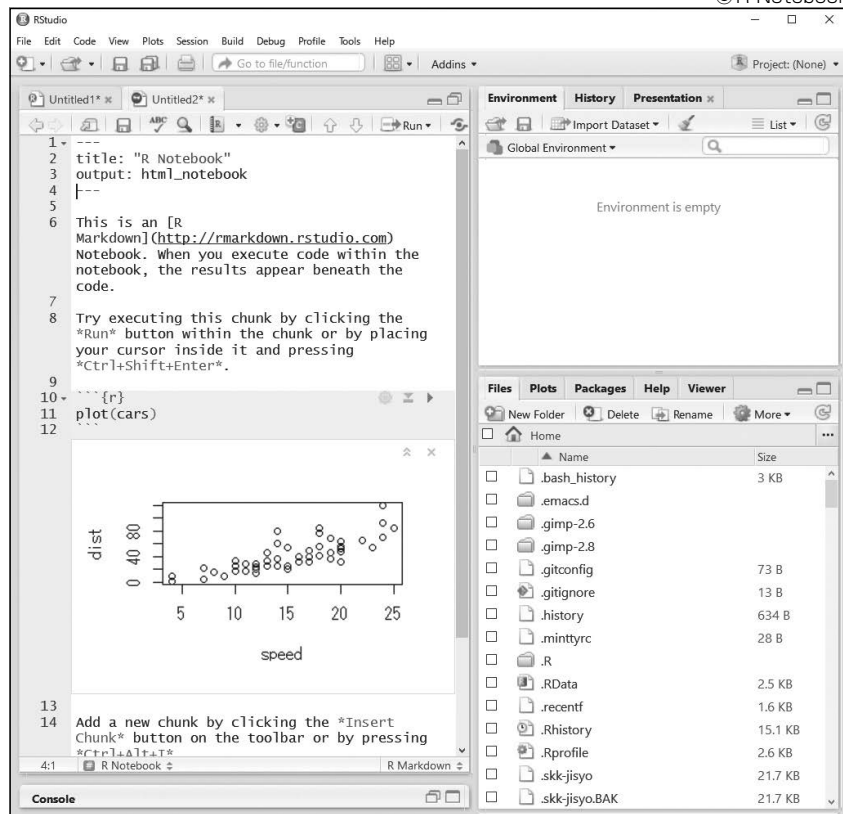 R Notebook
RStudio
File Edit Code View Plots Session Build Debug Profile Tools Help
Go to file/function Addins Project: (None)
Untitled1* Untitled2*
ABC Run
1 ---
2 title: "R Notebook"
3 output: html_notebook
4 ---
5
6 This is an [R
Markdown](http://rmarkdown.rstudio.com)
Notebook. When you execute code within the
notebook, the results appear beneath the
code.
7
8 Try executing this chunk by clicking the
*Run* button within the chunk or by placing
your cursor inside it and pressing
*Ctrl+Shift+Enter*.
9
10 ```{r}
11 plot(cars)
12 ```
dist
0 40 80
5 10 15 20 25
speed
13
14 Add a new chunk by clicking the *Insert
Chunk* button on the toolbar or by pressing
*Ctrl+Alt+I*
4:1 R Notebook R Markdown
Console
Environment History Presentation
Import Dataset List
Global Environment
Environment is empty
Files Plots Packages Help Viewer
New Folder Delete Rename More
Home
Name Size
.bash_history 3 KB
.emacs.d
.gimp-2.6
.gimp-2.8
.gitconfig 73 B
.gitignore 13 B
.history 634 B
.minttyrc 28 B
.R
.RData 2.5 KB
.recentf 1.6 KB
.Rhistory 15.1 KB
.Rprofile 2.6 KB
.skk-jisyo 21.7 KB
.skk-jisyo.BAK 21.7 KB